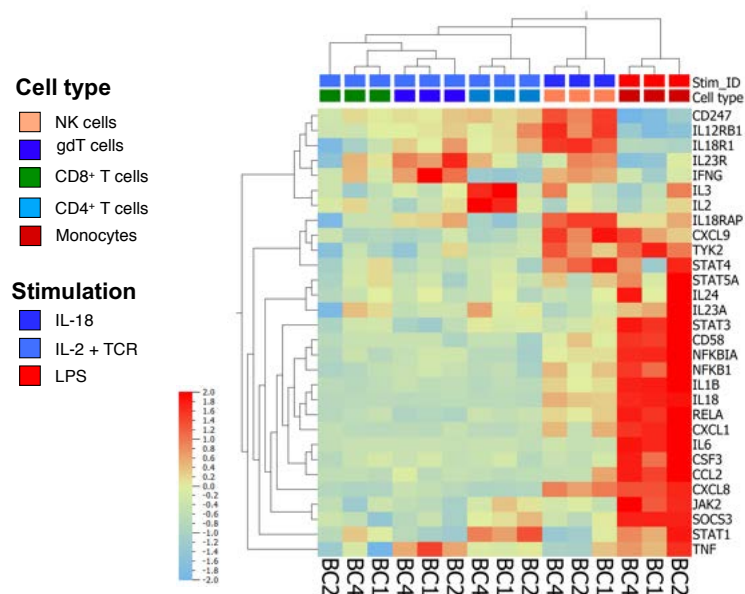 Cell type
NK cells
gdT cells
CD8+ T cells
CD4+ T cells
Monocytes
Stimulation
IL-18
IL-2 + TCR
LPS
Stim_ID
Cell type
CD247
IL12RB1
IL18R1
IL23R
IFNG
IL3
IL2
IL18RAP
CXCL9
TYK2
STAT4
STAT5A
IL24
IL23A
STAT3
CD58
NFKBIA
NFKB1
IL1B
IL18
RELA
CXCL1
IL6
CSF3
CCL2
CXCL8
JAK2
SOCS3
STAT1
TNF
2.0
1.8
1.6
1.4
1.2
1.0
0.8
0.6
0.4
0.2
0.0
-0.2
-0.4
-0.6
-0.8
-1.0
-1.2
-1.4
-1.6
-1.8
-2.0
BC2 BC4 BC1 BC4 BC1 BC2 BC4 BC1 BC2 BC4 BC2 BC1 BC4 BC1 BC2